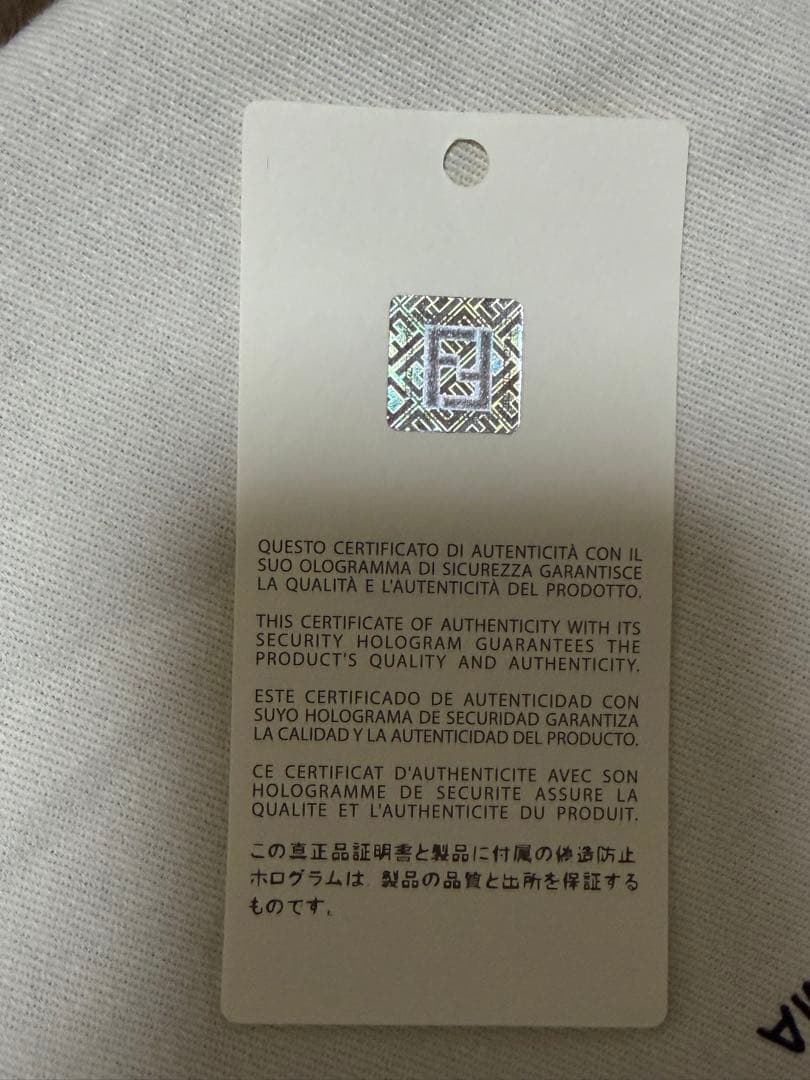 QUESTO CERTIFICATO DI AUTENTICITÀ CON IL
SUO OLOGRAMMA DI SICUREZZA GARANTISCE
LA QUALITÀ E L'AUTENTICITÀ DEL PRODOTTO.
THIS CERTIFICATE OF AUTHENTICITY WITH ITS
SECURITY HOLOGRAM GUARANTEES THE
PRODUCT'S QUALITY AND AUTHENTICITY.
ESTE CERTIFICADO DE AUTENTICIDAD CON
SUYO HOLOGRAMA DE SECURIDAD GARANTIZA
LA CALIDAD Y LA AUTENTICIDAD DEL PRODUCTO.
CE CERTIFICAT D'AUTHENTICITE AVEC SON
HOLOGRAMME DE SECURITE ASSURE LA
QUALITE ET L'AUTHENTICITE DU PRODUIT.
この真正品証明書と製品に付属の偽造防止
ホログラムは、製品の品質と出所を保証する
ものです。